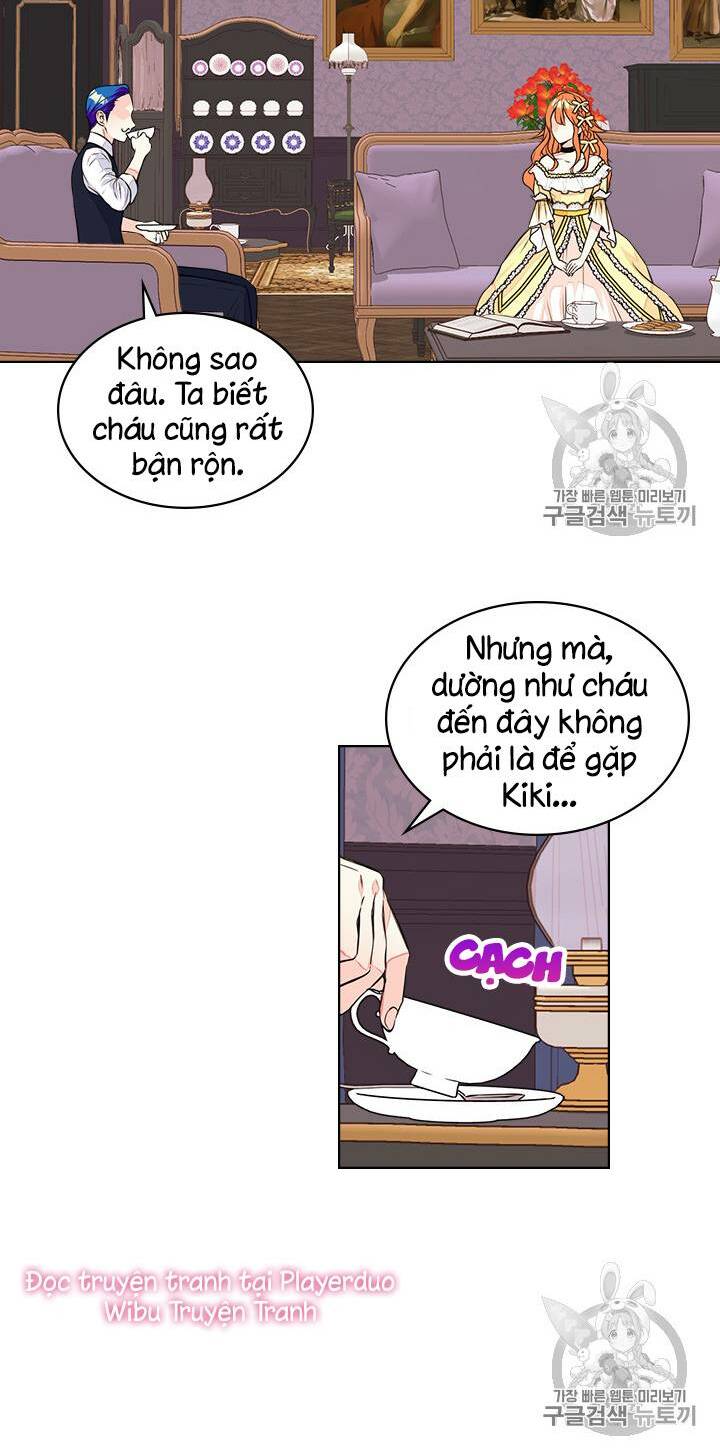 Không sao
đâu. Ta biết
cháu cũng rất
bận rộn.
가장 빠른 웹툰 미리보기
구글검색 뉴토끼
Nhưng mà,
dường như cháu
đến đây không
phải là để gặp
Kiki...
CẠCH
Đọc truyện tranh tại Playerduo
Wibu Truyện Tranh
가장 빠른 웹툰 미리보기
구글검색 뉴토끼